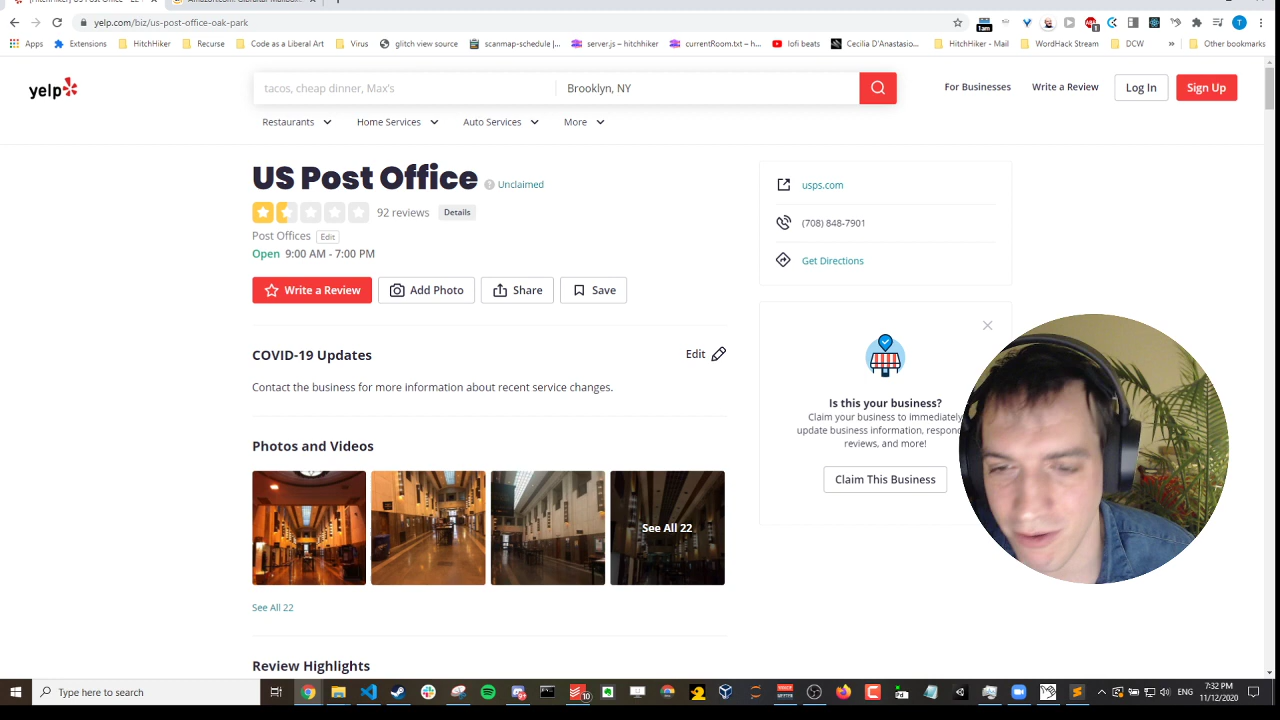 yelp.com/biz/us-post-office-oak-park
Apps
Extensions
HitchHiker
Recurse
Code as a Liberal Art
Virus
glitch view source
scanmap-schedule |...
server.js – hitchhiker
currentRoom.txt – h...
lofi beats
Cecilia D'Anastasio...
HitchHiker - Mail
WordHack Stream
DCW
»
Other bookmarks
yelp
tacos, cheap dinner, Max's
Brooklyn, NY
For Businesses
Write a Review
Log In
Sign Up
Restaurants
Home Services
Auto Services
More
US Post Office
Unclaimed
92 reviews
Details
Post Offices
Edit
Open 9:00 AM - 7:00 PM
Write a Review
Add Photo
Share
Save
usps.com
(708) 848-7901
Get Directions
COVID-19 Updates
Edit
Contact the business for more information about recent service changes.
Is this your business?
Claim your business to immediately
update business information, respon
reviews, and more!
Claim This Business
Photos and Videos
See All 22
See All 22
Review Highlights
Type here to search
10
ENG
7:32 PM
11/12/2020